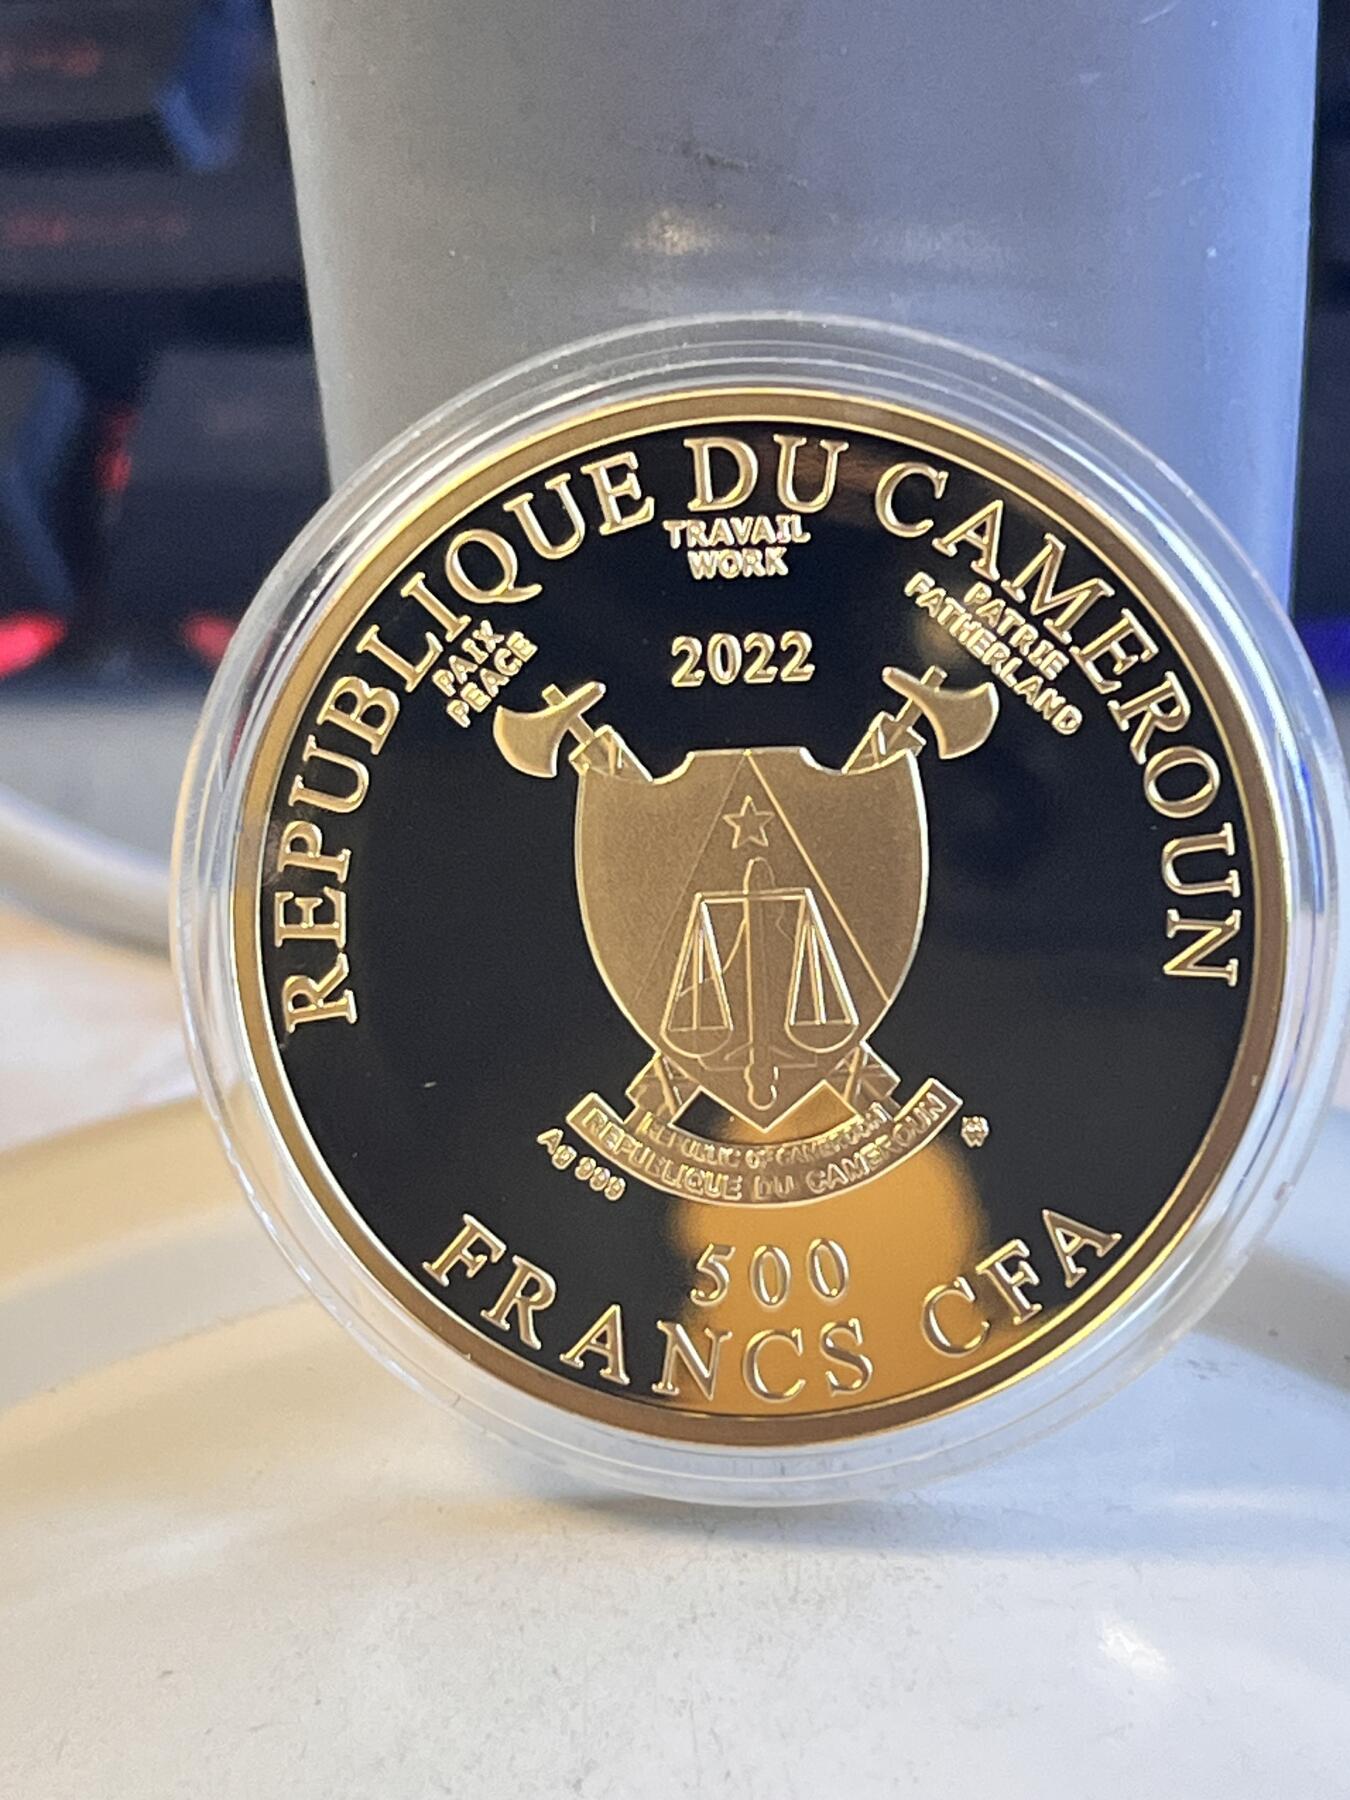 REPUBLIQUE DU CAMEROUN
TRAVAIL
WORK
PAIX
PEACE
PATRIE
FATHERLAND
2022
REPUBLIC OF CAMEROON
REPUBLIQUE DU CAMEROUN
Ag 999
500
FRANCS CFA